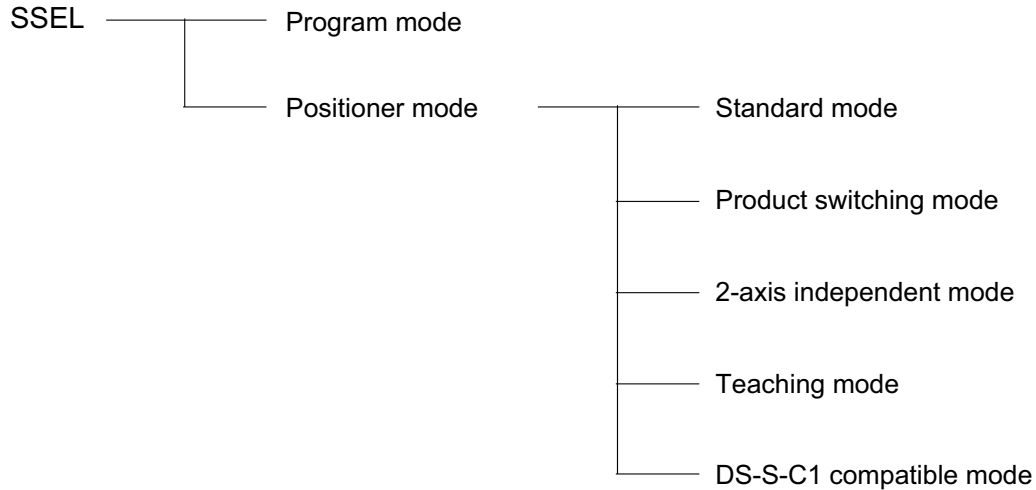 SSEL
Program mode
Positioner mode
Standard mode
Product switching mode
2-axis independent mode
Teaching mode
DS-S-C1 compatible mode